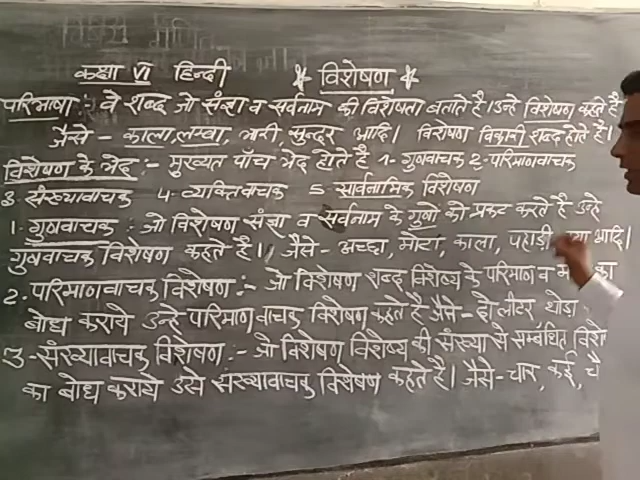 कक्षा VI हिन्दी * विशेषण *
परिभाषा :- वे शब्द जो संज्ञा व सर्वनाम की विशेषता बताते है। उन्हे विशेषण कहते है
जैसे - काला, लम्बा, भारी, सुन्दर आदि। विशेषण विकारी शब्द होते है।
विशेषण के भेद :- मुख्यत पाँच भेद होते है 1- गुणवाचक 2- परिमाणवाचक
3- संख्यावाचक 4- व्यक्तिवाचक 5- सार्वनामिक विशेषण
1- गुणवाचक :- जो विशेषण संज्ञा व सर्वनाम के गुणों को प्रकट करते है उन्हे
गुणवाचक विशेषण कहते है। जैसे - अच्छा, मोटा, काला, पहाड़ी आदि।
2- परिमाणवाचक विशेषण :- जो विशेषण शब्द विशेष्य के परिमाण व का
बोध कराये उन्हे परिमाणवाचक विशेषण कहते है जैसे - दो लीटर थोड़ा
3- संख्यावाचक विशेषण :- जो विशेषण विशेष्य की संख्या से सम्बंधित विशे
का बोध कराये उसे संख्यावाचक विशेषण कहते है। जैसे - चार, कई, चौ